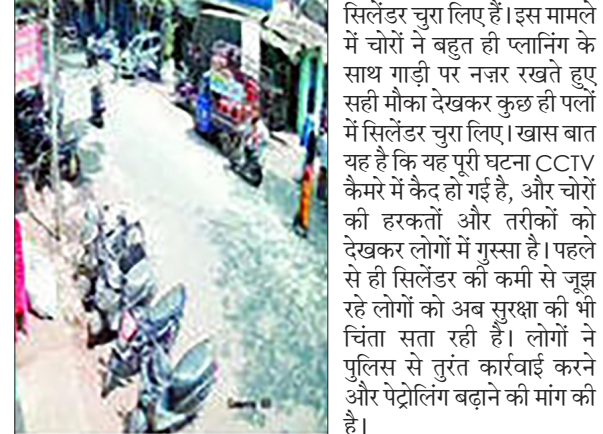 सिलेंडर चुरा लिए हैं। इस मामले
में चोरों ने बहुत ही प्लानिंग के
साथ गाड़ी पर नज़र रखते हुए
सही मौका देखकर कुछ ही पलों
में सिलेंडर चुरा लिए। खास बात
यह है कि यह पूरी घटना CCTV
कैमरे में कैद हो गई है, और चोरों
की हरकतों और तरीकों को
देखकर लोगों में गुस्सा है। पहले
से ही सिलेंडर की कमी से जूझ
रहे लोगों को अब सुरक्षा की भी
चिंता सता रही है। लोगों ने
पुलिस से तुरंत कार्रवाई करने
और पेट्रोलिंग बढ़ाने की मांग की
है।